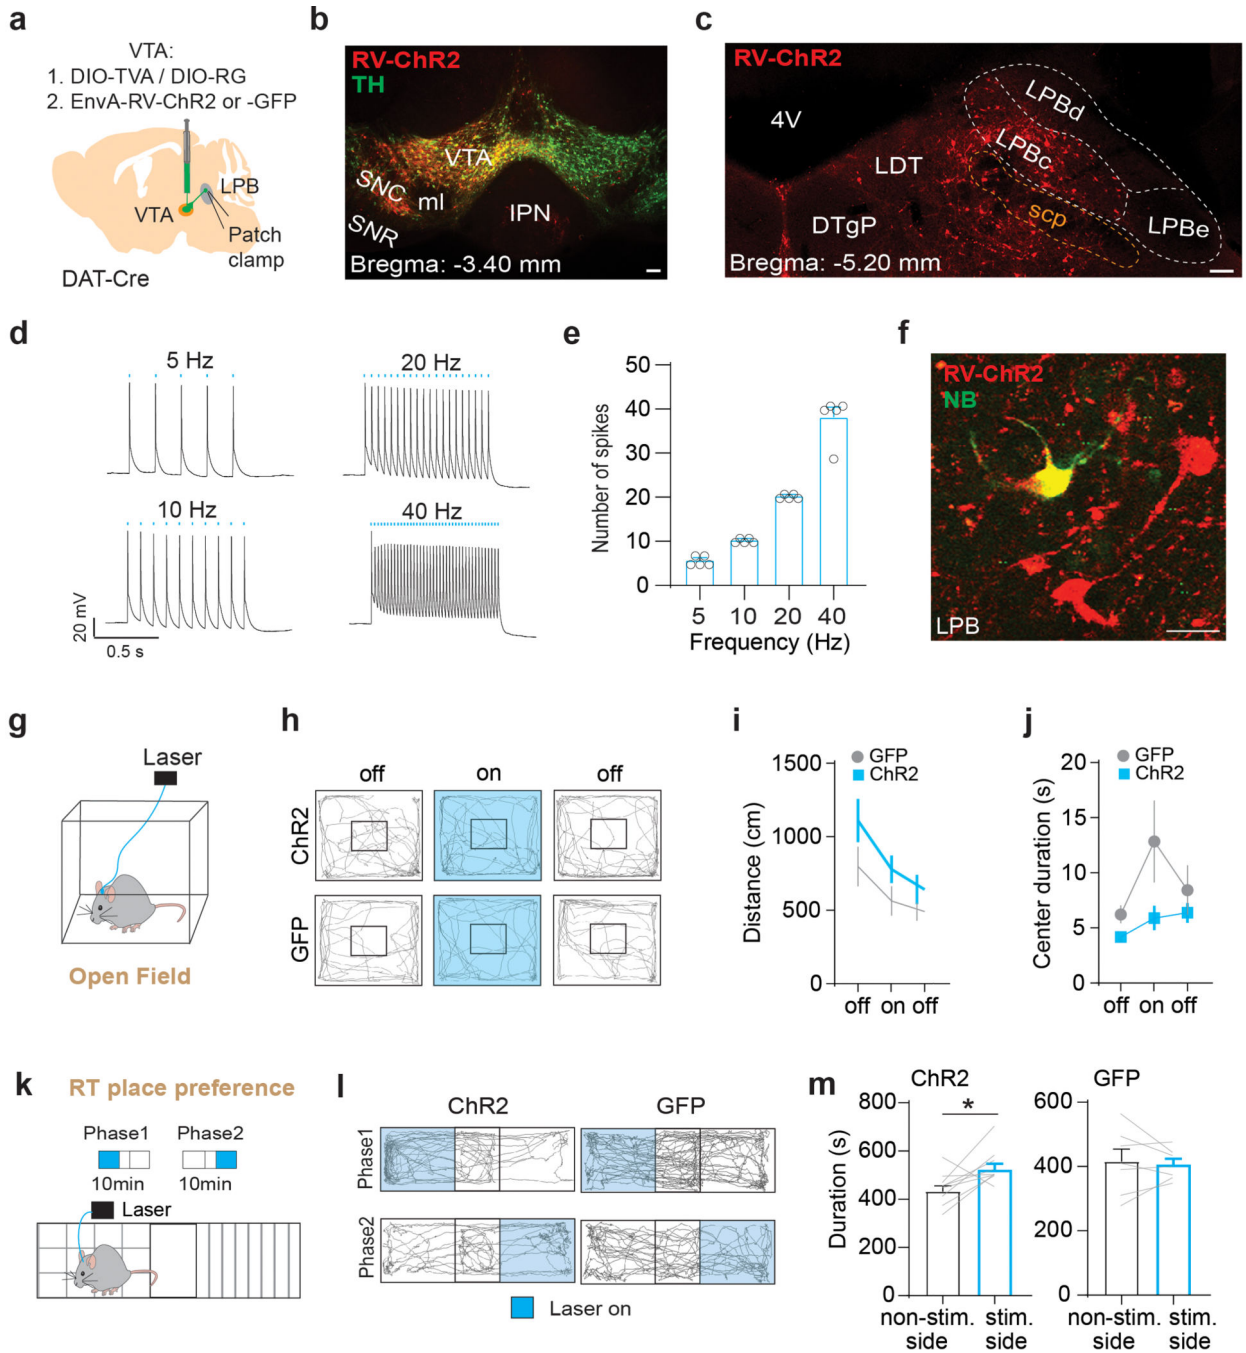 a
VTA:
1. DIO-TVA / DIO-RG
2. EnvA-RV-ChR2 or -GFP
LPB
VTA
Patch
clamp
DAT-Cre
b
RV-ChR2
TH
VTA
SNC
ml
SNR
IPN
Bregma: -3.40 mm
c
RV-ChR2
4V
LPBd
LPBc
LDT
scp
LPBe
DTgP
Bregma: -5.20 mm
d
5 Hz
20 Hz
10 Hz
40 Hz
20 mV
0.5 s
e
Number of spikes
50
40
30
20
10
0
5 10 20 40
Frequency (Hz)
f
RV-ChR2
NB
LPB
g
Laser
Open Field
h
off on off
ChR2
GFP
i
GFP
ChR2
Distance (cm)
1500
1000
500
0
off on off
j
GFP
ChR2
Center duration (s)
20
15
10
5
0
off on off
k
RT place preference
Phase1 Phase2
10min 10min
Laser
l
ChR2 GFP
Phase1
Phase2
Laser on
m
ChR2
*
Duration (s)
800
600
400
200
0
non-stim. stim.
side side
GFP
600
400
200
0
non-stim. stim.
side side